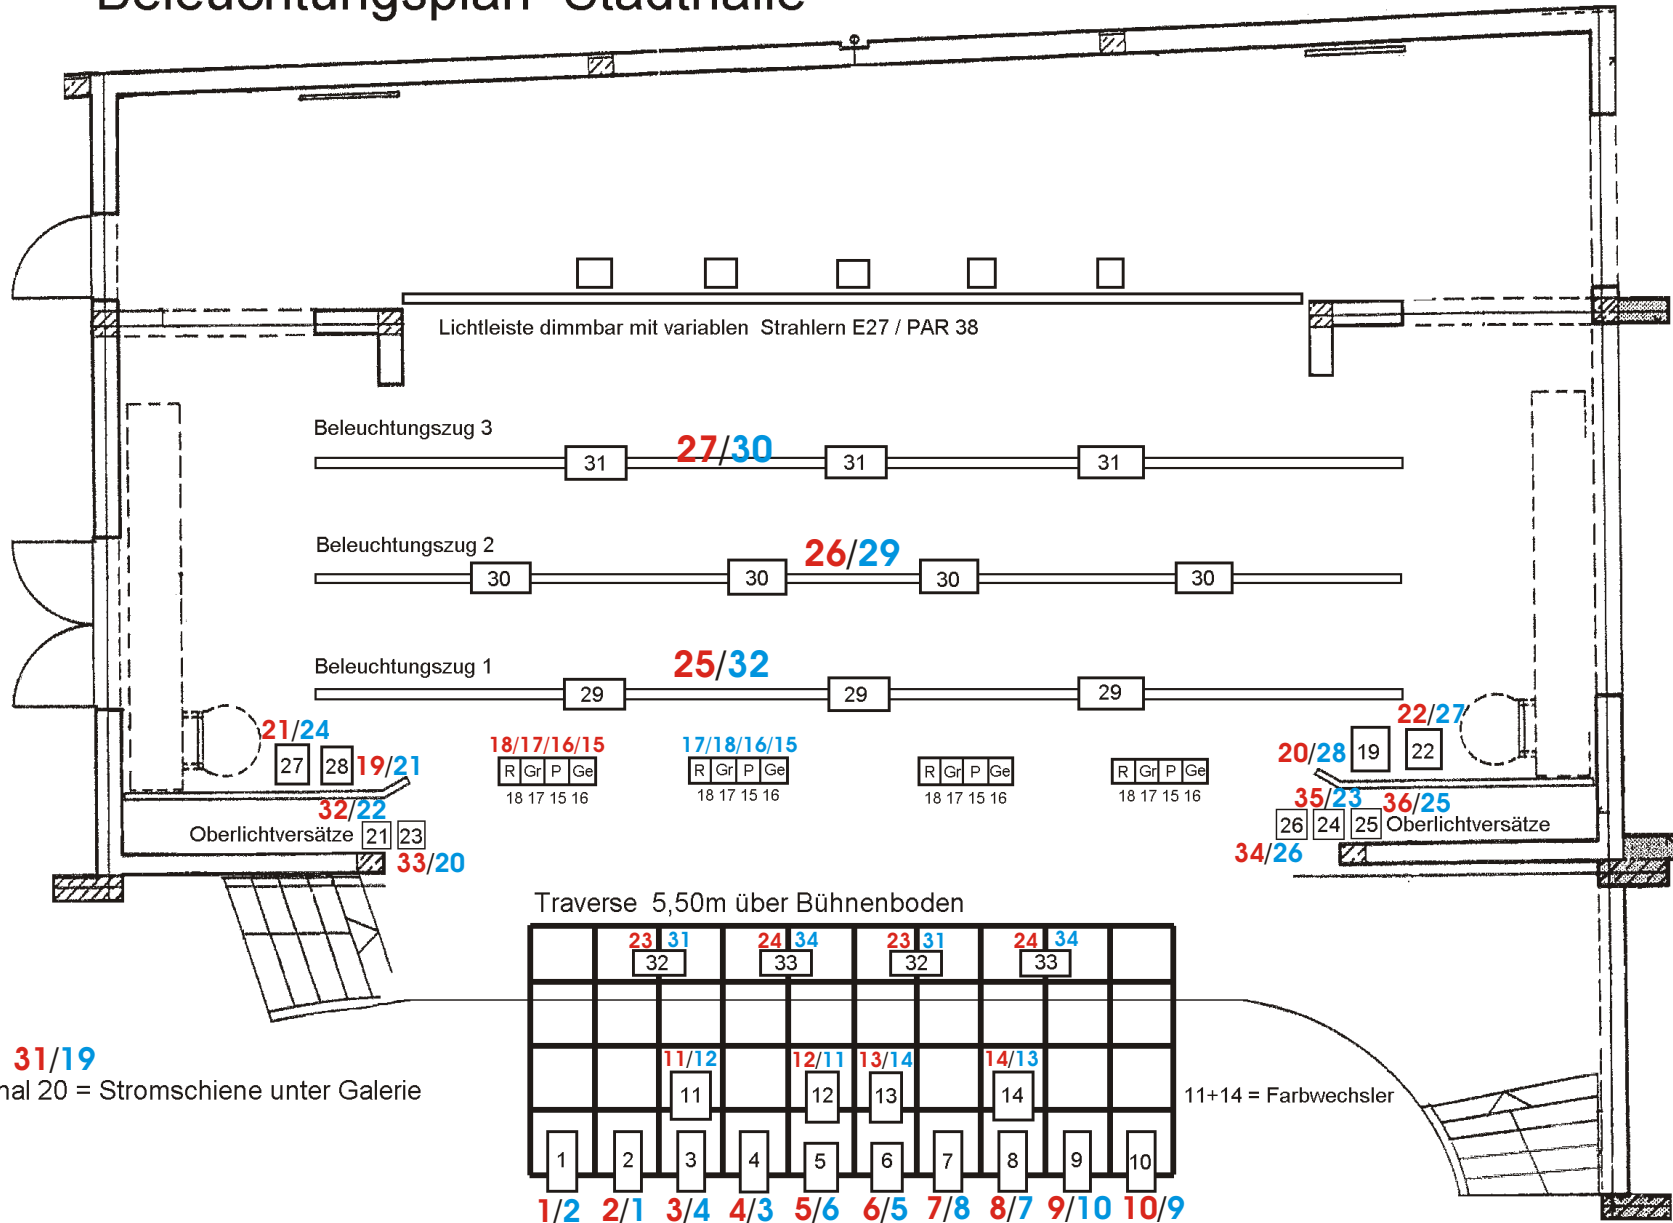 Beleuchtungsplan Stadthalle
Lichtleiste dimmbar mit variablen Strahlern E27 / PAR 38
Beleuchtungszug 3
27/30
31 31 31
Beleuchtungszug 2
26/29
30 30 30 30
Beleuchtungszug 1
25/32
29 29 29
21/24
22/27
27 28 19/21
20/28 19 22
18/17/16/15
17/18/16/15
R Gr P Ge
R Gr P Ge
R Gr P Ge
R Gr P Ge
18 17 15 16
18 17 15 16
18 17 15 16
18 17 15 16
32/22
35/23 36/25
Oberlichtversätze 21 23
26 24 25 Oberlichtversätze
33/20
34/26
Traverse 5,50m über Bühnenboden
23 31 24 34 23 31 24 34
32 33 32 33
31/19
nal 20 = Stromschiene unter Galerie
11/12 12/11 13/14 14/13
11 12 13 14
11+14 = Farbwechsler
1 2 3 4 5 6 7 8 9 10
1/2 2/1 3/4 4/3 5/6 6/5 7/8 8/7 9/10 10/9